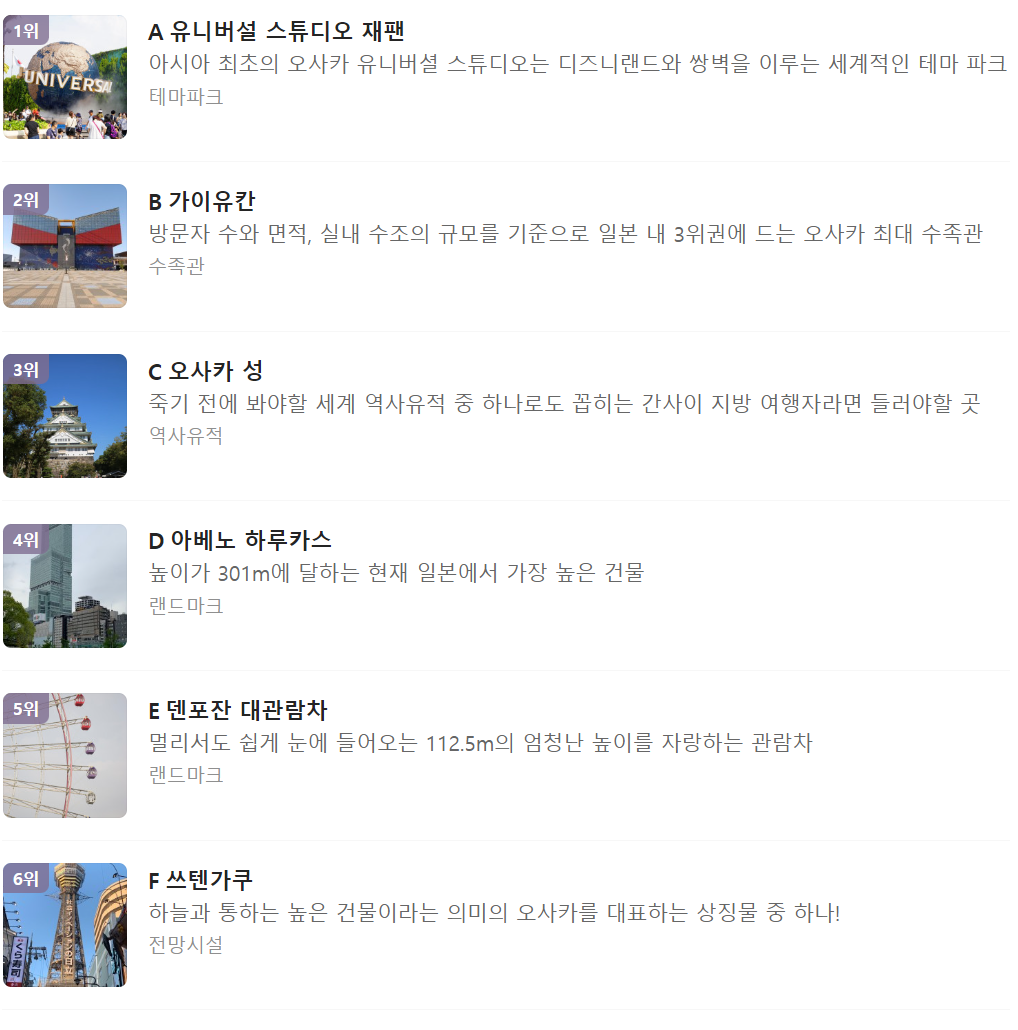 1위
UNIVERSAL
A 유니버설 스튜디오 재팬
아시아 최초의 오사카 유니버셜 스튜디오는 디즈니랜드와 쌍벽을 이루는 세계적인 테마 파크
테마파크
2위
B 가이유칸
방문자 수와 면적, 실내 수조의 규모를 기준으로 일본 내 3위권에 드는 오사카 최대 수족관
수족관
3위
C 오사카 성
죽기 전에 봐야할 세계 역사유적 중 하나로도 꼽히는 간사이 지방 여행자라면 들러야할 곳
역사유적
4위
D 아베노 하루카스
높이가 301m에 달하는 현재 일본에서 가장 높은 건물
랜드마크
5위
E 덴포잔 대관람차
멀리서도 쉽게 눈에 들어오는 112.5m의 엄청난 높이를 자랑하는 관람차
랜드마크
6위
くら寿司
F 쓰텐가쿠
하늘과 통하는 높은 건물이라는 의미의 오사카를 대표하는 상징물 중 하나!
전망시설